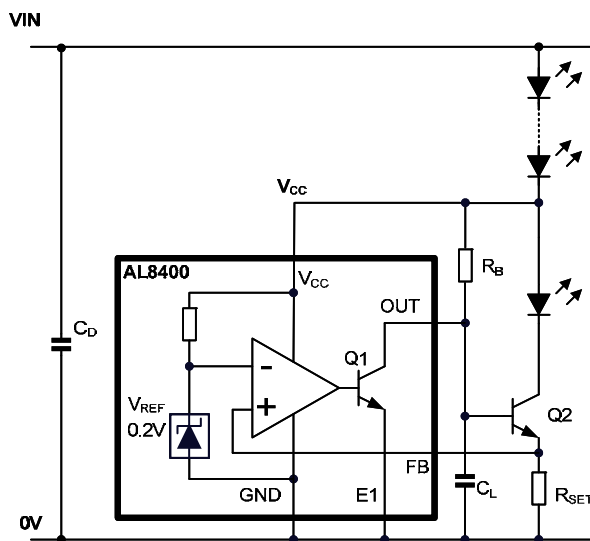 VIN
VCC
AL8400
VCC
RB
OUT
CD
Q1
-
+
VREF
0.2V
Q2
FB
GND
E1
CL
RSET
0V